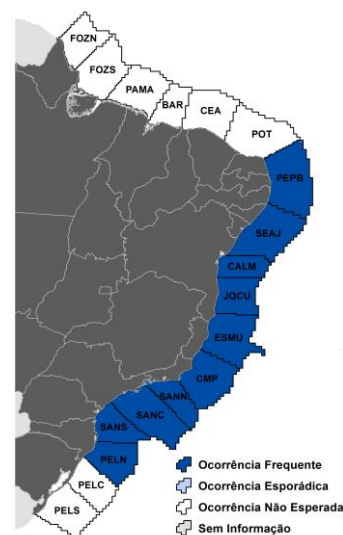 FOZN
FOZS
PAMA
BAR
CEA
POT
PEPB
SEAJ
CALM
JQCU
ESMU
CMP
SANN
SANC
SANS
PELN
PELC
PELS
Ocorrência Frequente
Ocorrência Esporádica
Ocorrência Não Esperada
Sem Informação